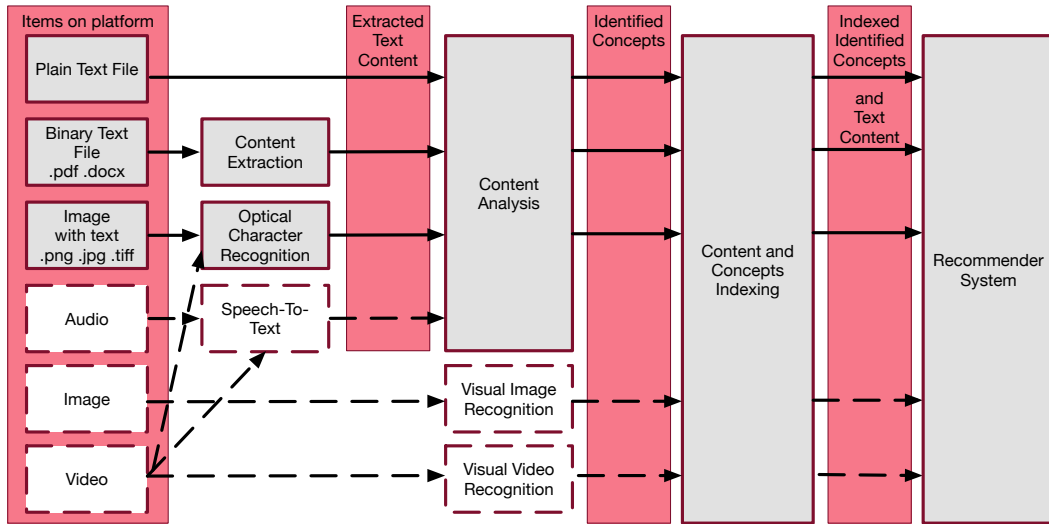 Items on platform
Plain Text File
Binary Text
File
.pdf .docx
Image
with text
.png .jpg .tiff
Audio
Image
Video
Content
Extraction
Optical
Character
Recognition
Speech-To-
Text
Extracted
Text
Content
Content
Analysis
Visual Image
Recognition
Visual Video
Recognition
Identified
Concepts
Content and
Concepts
Indexing
Indexed
Identified
Concepts
and
Text
Content
Recommender
System